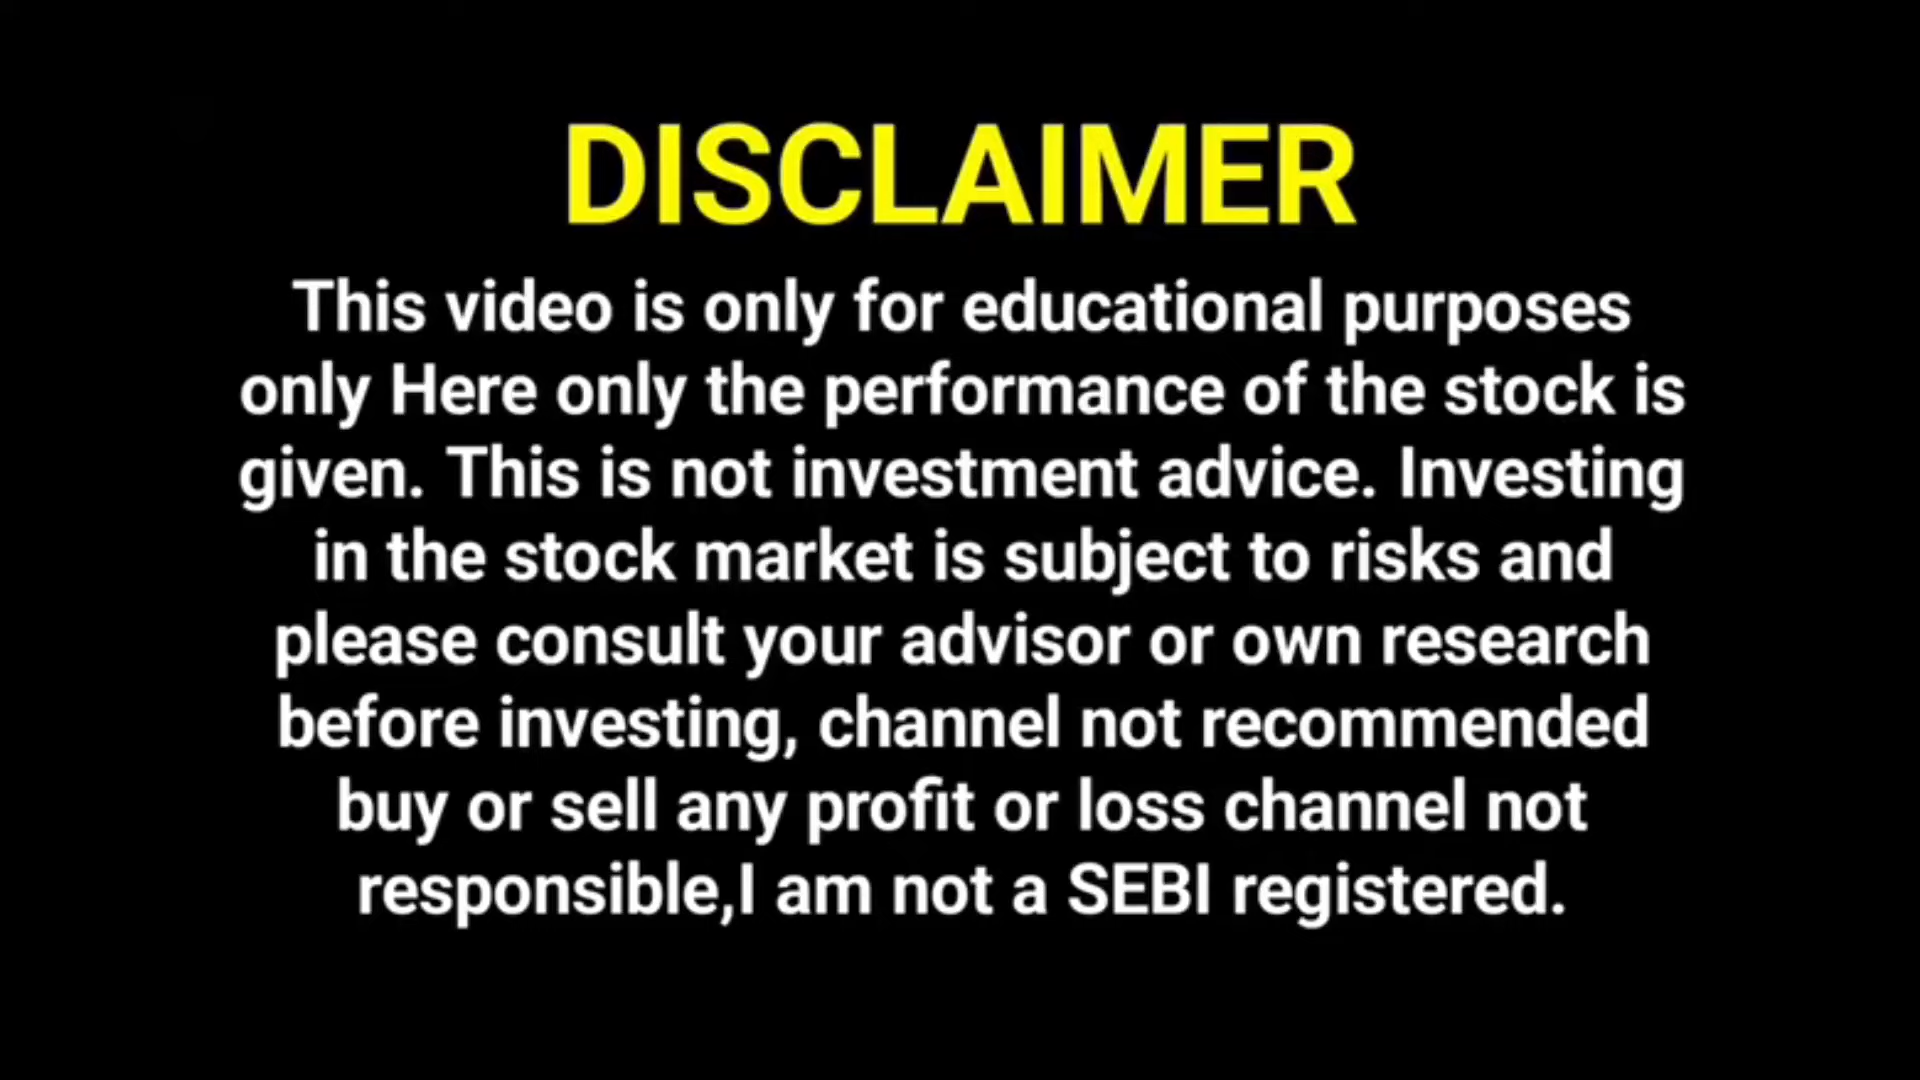 DISCLAIMER
This video is only for educational purposes
only Here only the performance of the stock is
given. This is not investment advice. Investing
in the stock market is subject to risks and
please consult your advisor or own research
before investing, channel not recommended
buy or sell any profit or loss channel not
responsible,I am not a SEBI registered.